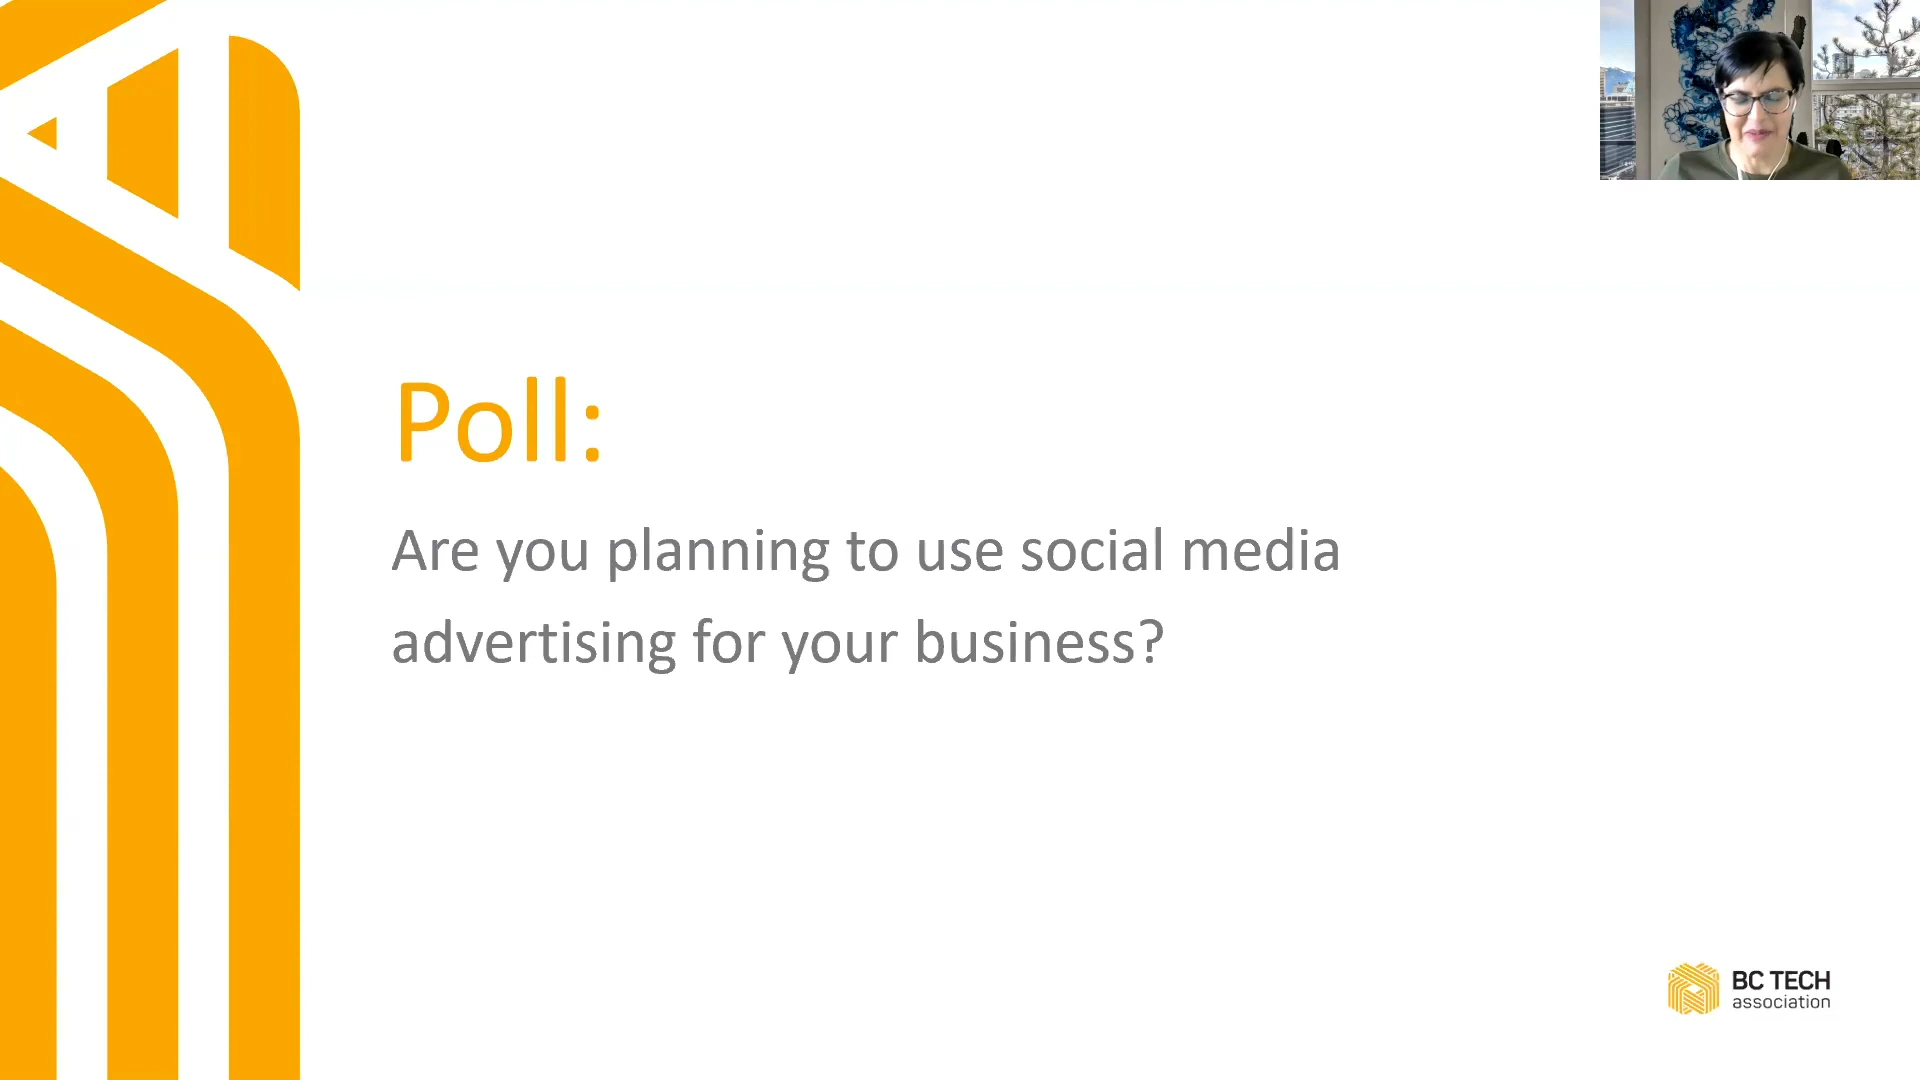 Poll:
Are you planning to use social media
advertising for your business?
BC TECH
association